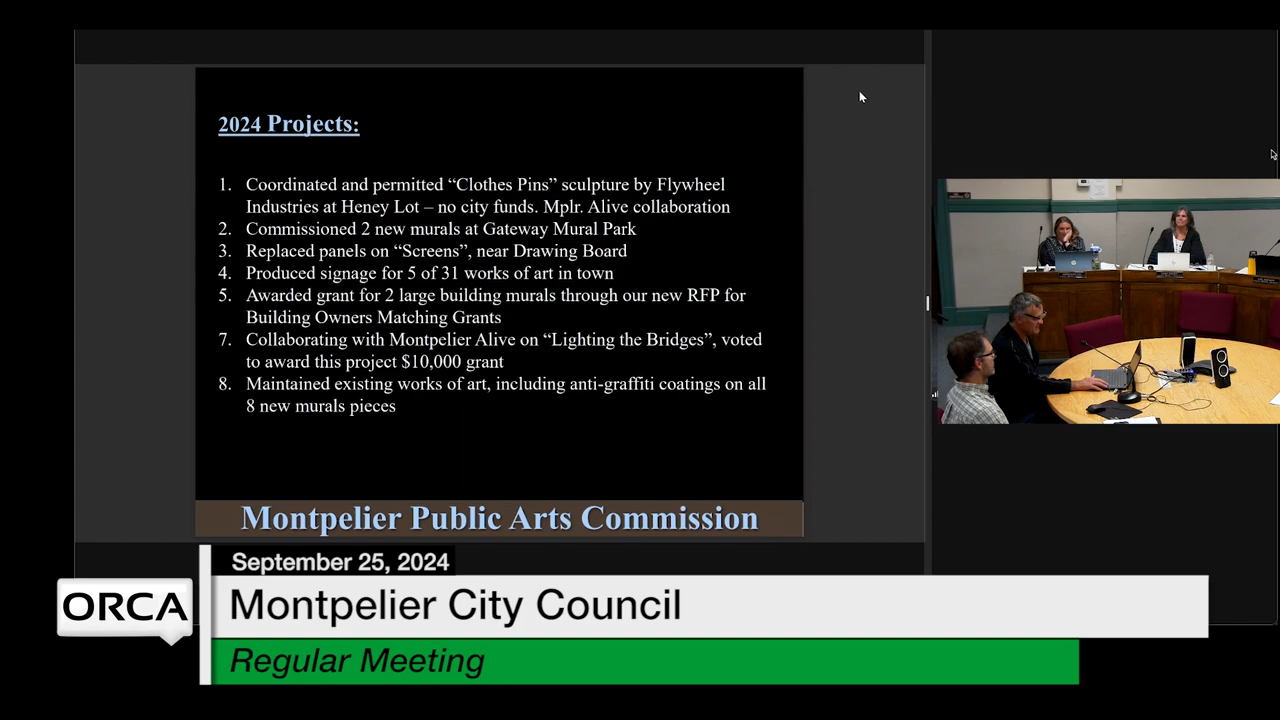 2024 Projects:
1. Coordinated and permitted “Clothes Pins” sculpture by Flywheel
Industries at Heney Lot – no city funds. Mplr. Alive collaboration
2. Commissioned 2 new murals at Gateway Mural Park
3. Replaced panels on “Screens”, near Drawing Board
4. Produced signage for 5 of 31 works of art in town
5. Awarded grant for 2 large building murals through our new RFP for
Building Owners Matching Grants
7. Collaborating with Montpelier Alive on “Lighting the Bridges”, voted
to award this project $10,000 grant
8. Maintained existing works of art, including anti-graffiti coatings on all
8 new murals pieces
Montpelier Public Arts Commission
September 25, 2024
ORCA
Montpelier City Council
Regular Meeting